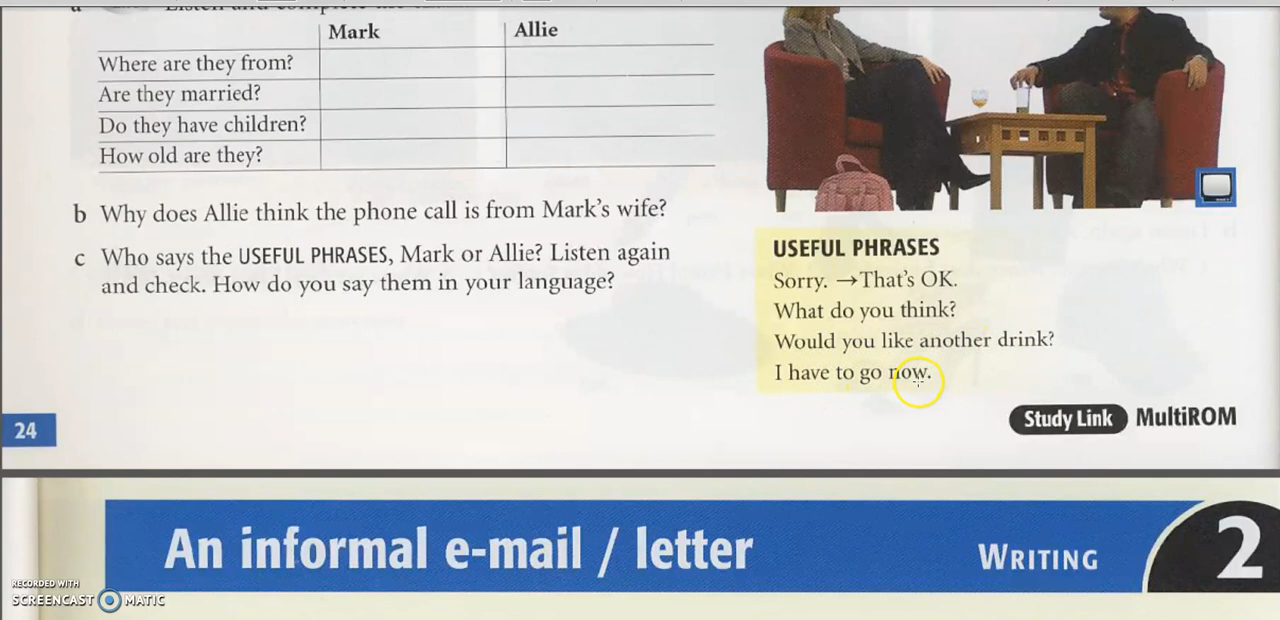 a Listen and complete
Mark Allie
Where are they from?
Are they married?
Do they have children?
How old are they?
b Why does Allie think the phone call is from Mark's wife?
c Who says the USEFUL PHRASES, Mark or Allie? Listen again
and check. How do you say them in your language?
USEFUL PHRASES
Sorry. →That's OK.
What do you think?
Would you like another drink?
I have to go now.
Study Link MultiROM
24
An informal e-mail / letter WRITING 2
RECORDED WITH
SCREENCAST MATIC